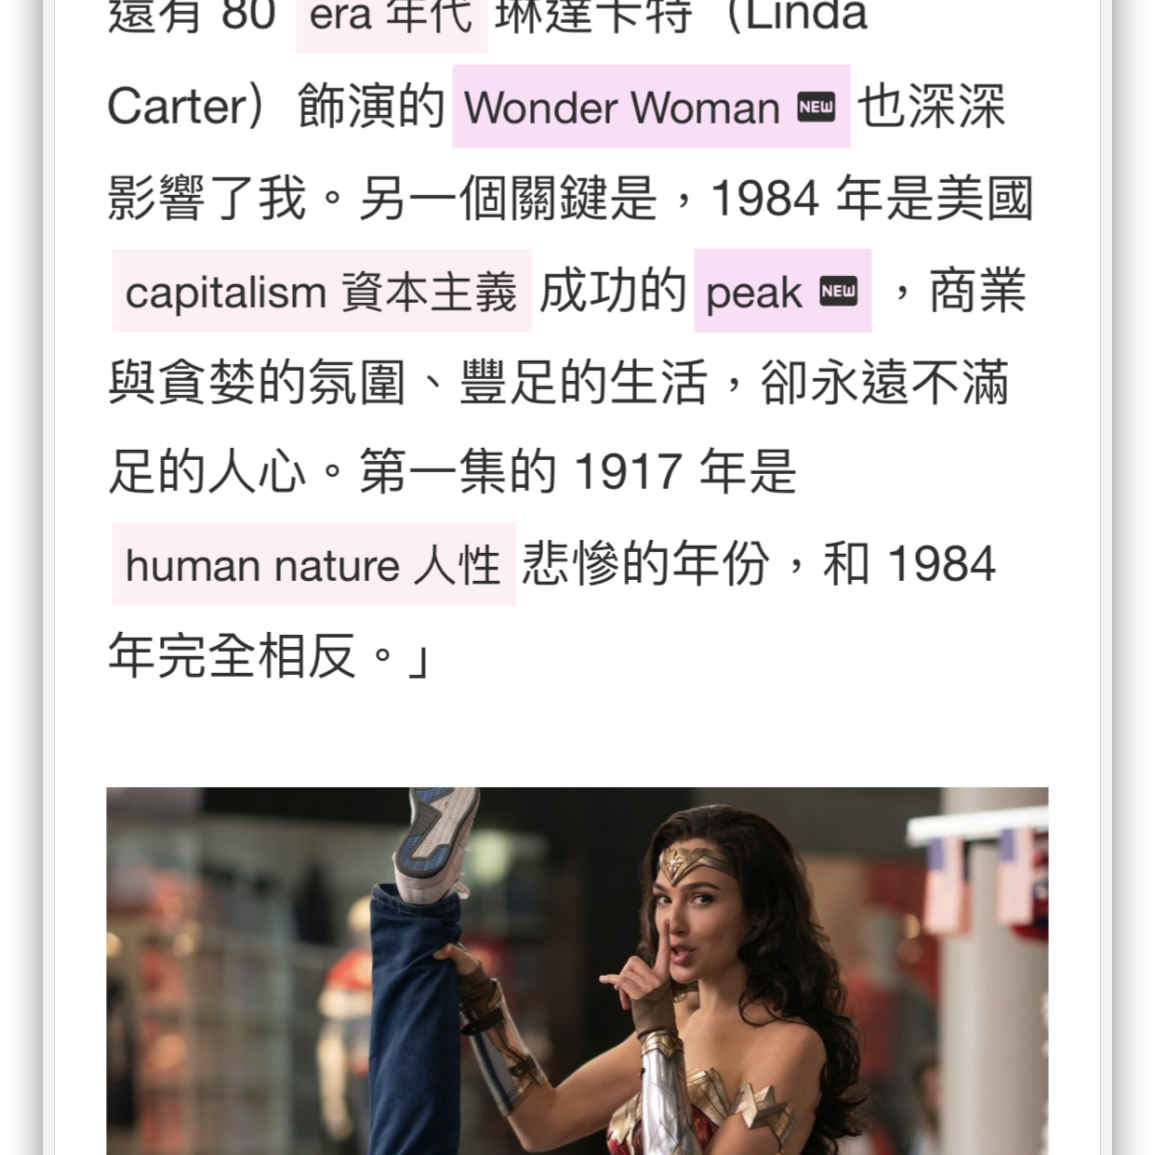 還有 80 era 年代 琳達卡特（Linda
Carter）飾演的 Wonder Woman NEW 也深深
影響了我。另一個關鍵是，1984 年是美國
capitalism 資本主義 成功的 peak NEW ，商業
與貪婪的氛圍、豐足的生活，卻永遠不滿
足的人心。第一集的 1917 年是
human nature 人性 悲慘的年份，和 1984
年完全相反。」